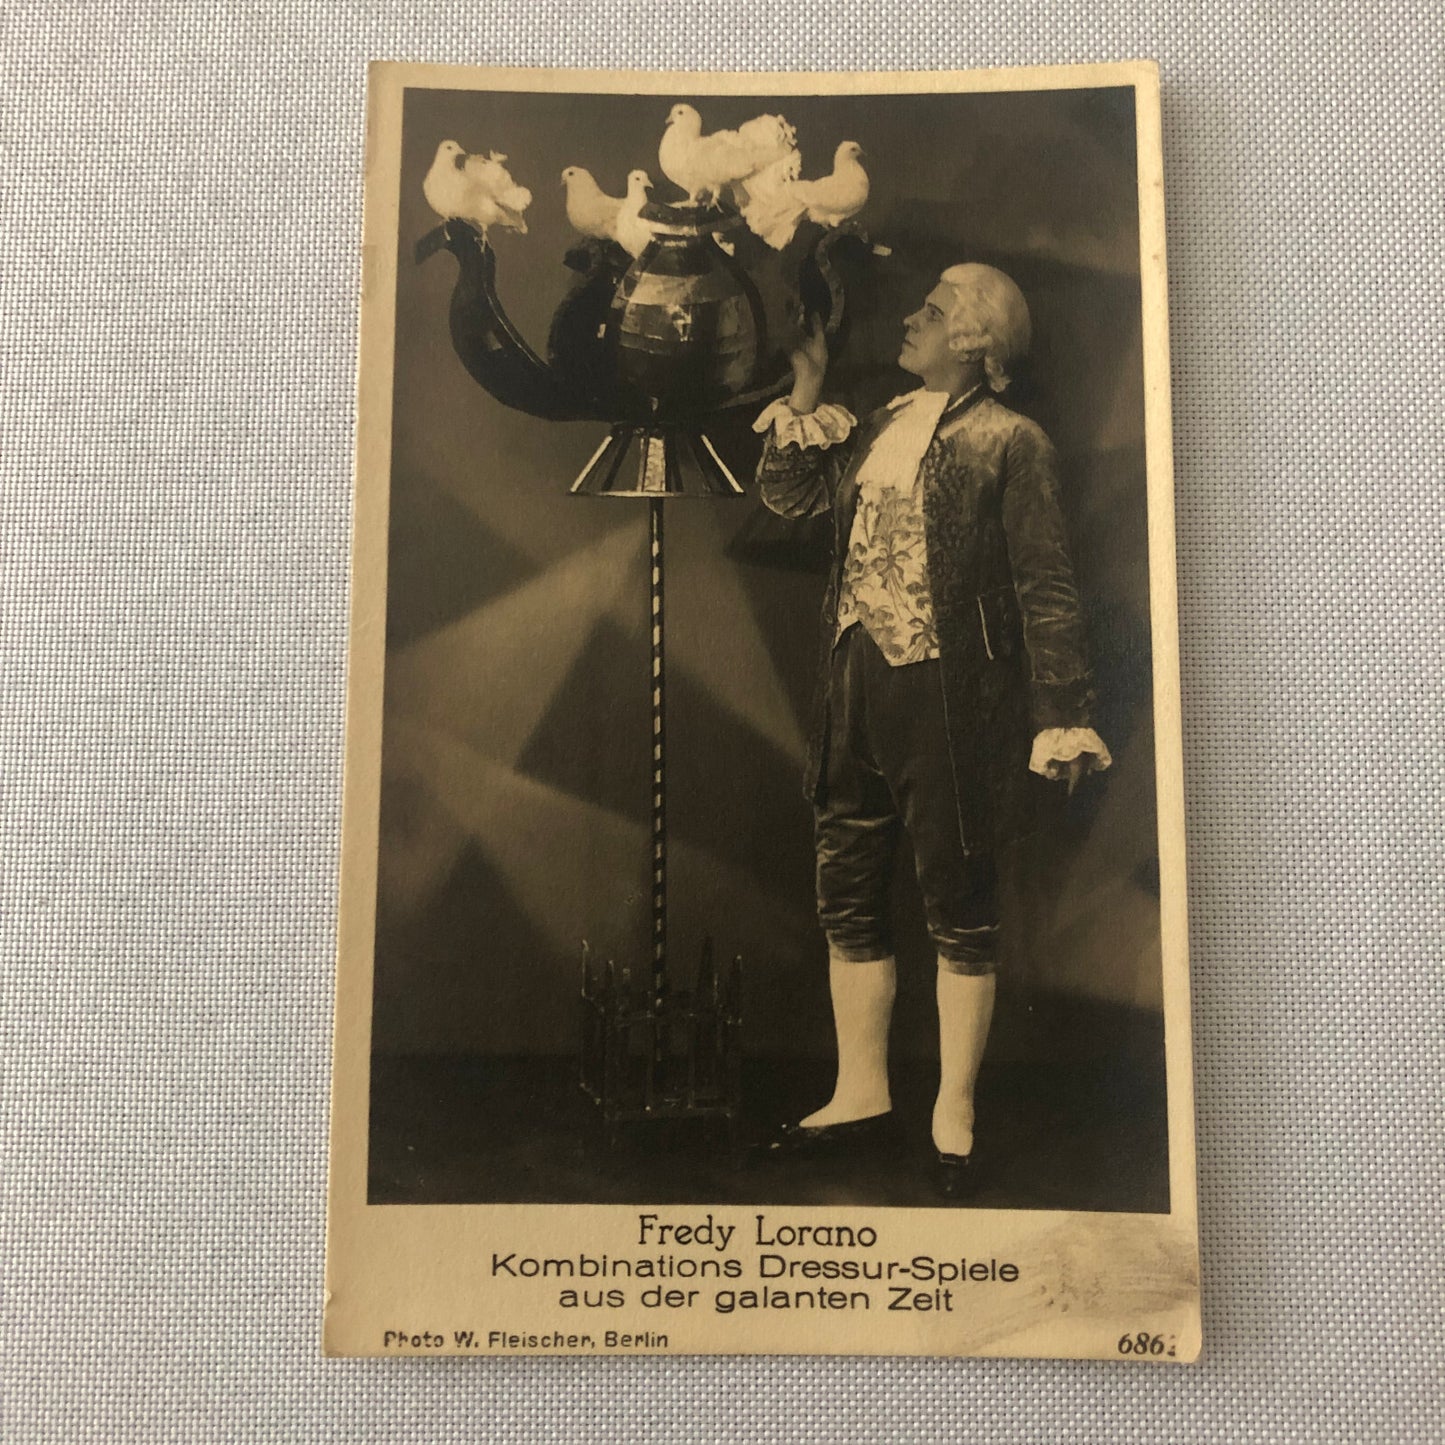 Fredy Lorano
Kombinations Dressur-Spiele
aus der galanten Zeit
Photo W. Fleischer, Berlin